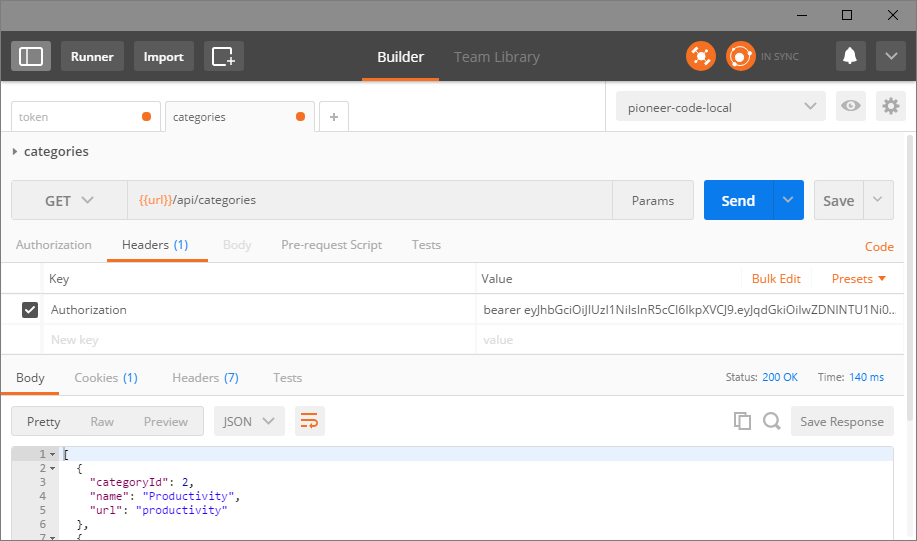 Runner Import Builder Team Library IN SYNC
token categories + pioneer-code-local
categories
GET {{url}}/api/categories Params Send Save
Authorization Headers (1) Body Pre-request Script Tests Code
Key Value Bulk Edit Presets
Authorization bearer eyJhbGciOiJIUzI1NiIsInR5cCI6IkpXVCJ9.eyJqdGkiOiIwZDNlNTU1Ni0...
New key value
Body Cookies (1) Headers (7) Tests Status: 200 OK Time: 140 ms
Pretty Raw Preview JSON Save Response
1 [
2 {
3 "categoryId": 2,
4 "name": "Productivity",
5 "url": "productivity"
6 },
7 {